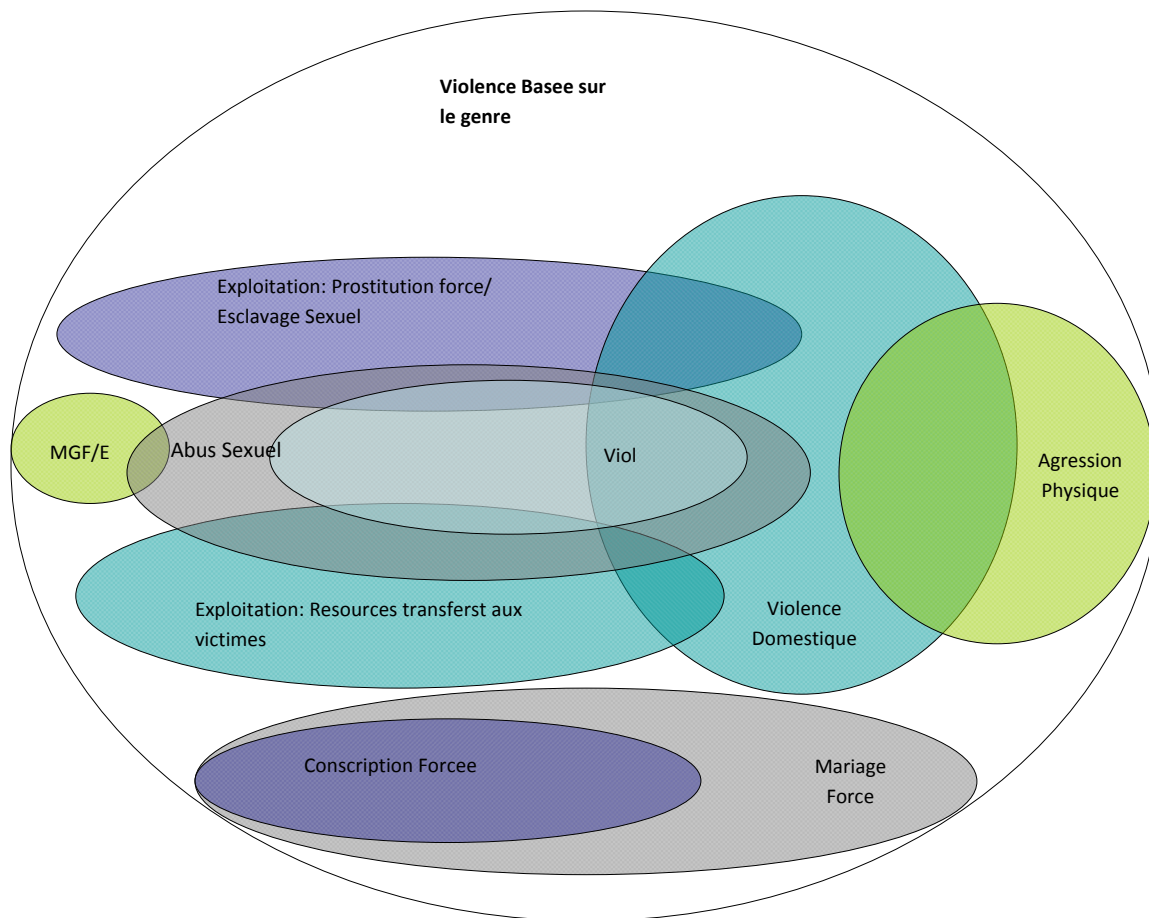 Violence Basee sur
le genre
Exploitation: Prostitution force/
Esclavage Sexuel
MGF/E
Abus Sexuel
Viol
Agression
Physique
Exploitation: Resources transferst aux
victimes
Violence
Domestique
Conscription Forcee
Mariage
Force